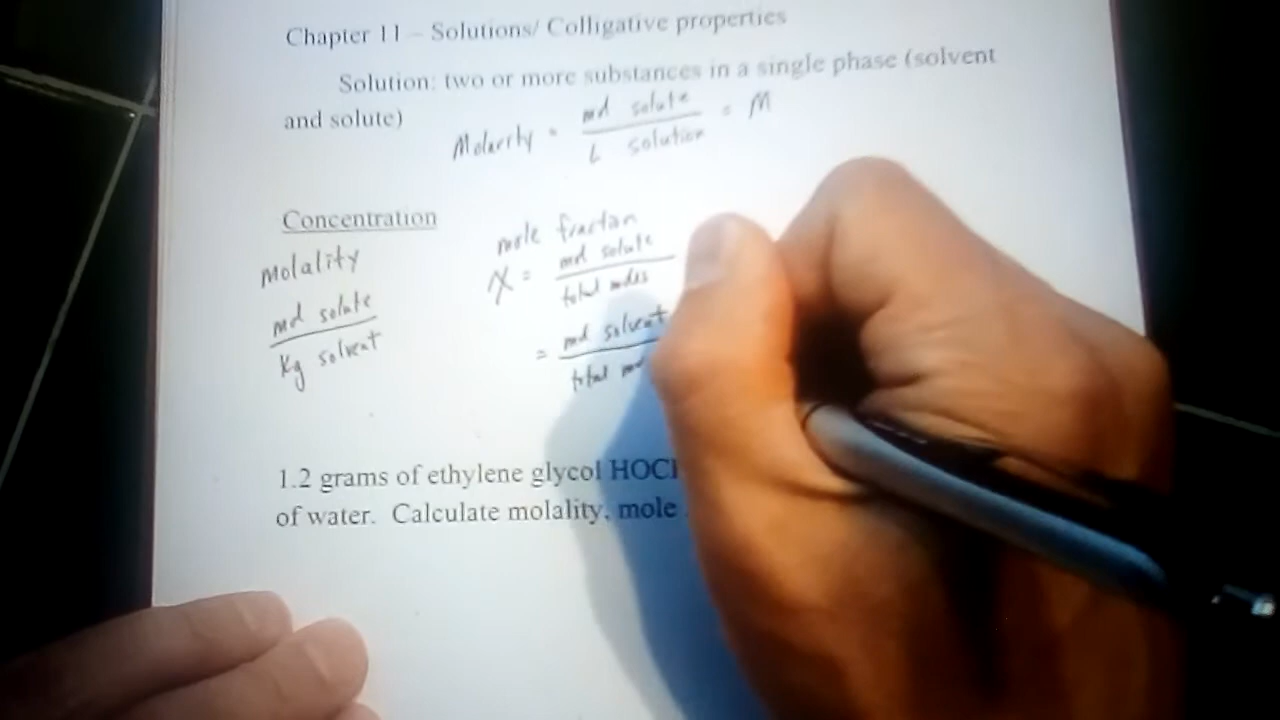 Chapter 11 – Solutions/ Colligative properties
Solution: two or more substances in a single phase (solvent
and solute)
Molarity = mol solute / L solution = M
Concentration
Molality
mol solute
Kg solvent
mole fraction
X = mol solute / total moles
= mol solvent / total
1.2 grams of ethylene glycol
of water. Calculate molality, mole